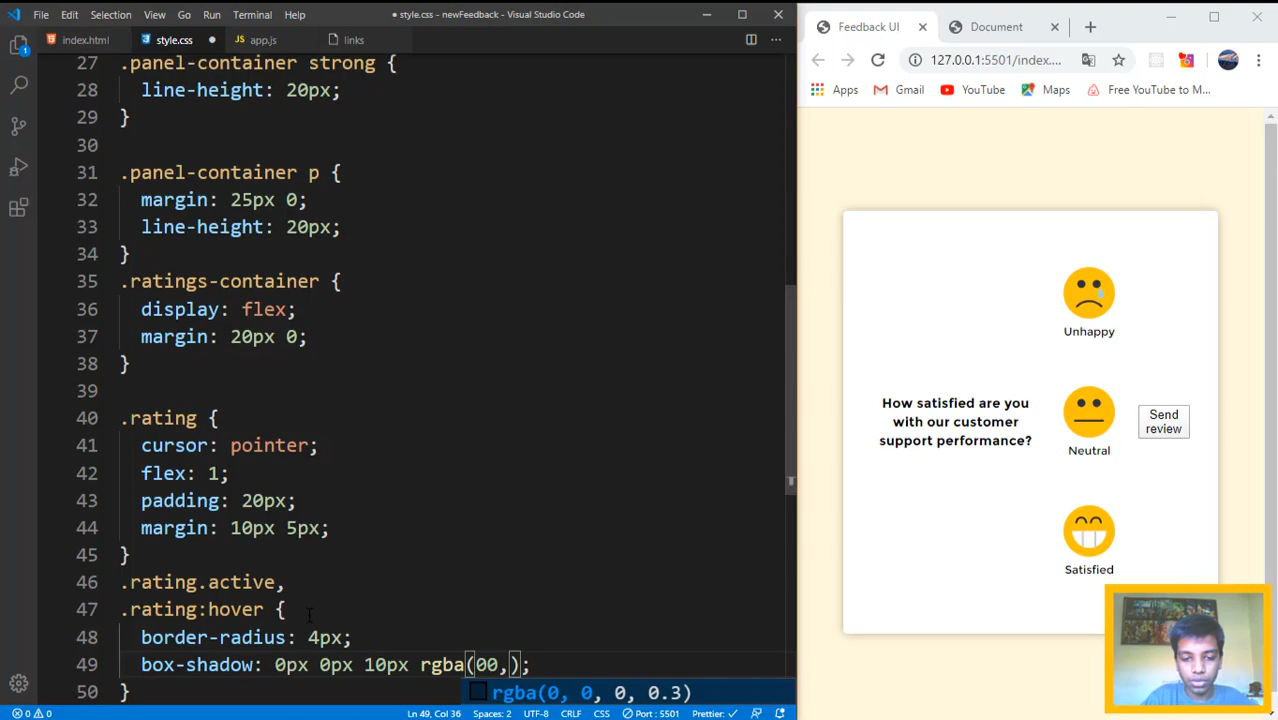 File Edit Selection View Go Run Terminal Help
● style.css - newFeedback - Visual Studio Code
index.html
style.css ●
app.js
links
1
27 .panel-container strong {
28 line-height: 20px;
29 }
30
31 .panel-container p {
32 margin: 25px 0;
33 line-height: 20px;
34 }
35 .ratings-container {
36 display: flex;
37 margin: 20px 0;
38 }
39
40 .rating {
41 cursor: pointer;
42 flex: 1;
43 padding: 20px;
44 margin: 10px 5px;
45 }
46 .rating.active,
47 .rating:hover {
48 border-radius: 4px;
49 box-shadow: 0px 0px 10px rgba(00,);
50 }
rgba(0, 0, 0, 0.3)
0 0
Ln 49, Col 36 Spaces: 2 UTF-8 CRLF CSS Port : 5501 Prettier: ✓
Feedback UI
Document
127.0.0.1:5501/index....
Apps Gmail YouTube Maps Free YouTube to M...
How satisfied are you
with our customer
support performance?
Unhappy
Neutral
Satisfied
Send
review